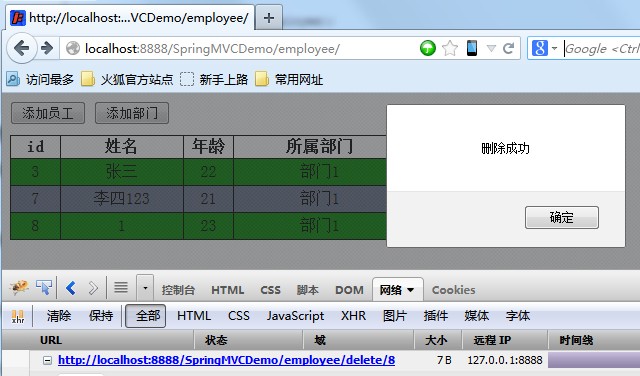 http://localhost:...VCDemo/employee/
localhost:8888/SpringMVCDemo/employee/
Google <Ctrl
访问最多 火狐官方站点 新手上路 常用网址
添加员工 添加部门
id 姓名 年龄 所属部门
3 张三 22 部门1
7 李四123 21 部门1
8 1 23 部门1
删除成功
确定
控制台 HTML CSS 脚本 DOM 网络 Cookies
xhr 清除 保持 全部 HTML CSS JavaScript XHR 图片 插件 媒体 字体
URL 状态 域 大小 远程 IP 时间线
http://localhost:8888/SpringMVCDemo/employee/delete/8 7 B 127.0.0.1:8888